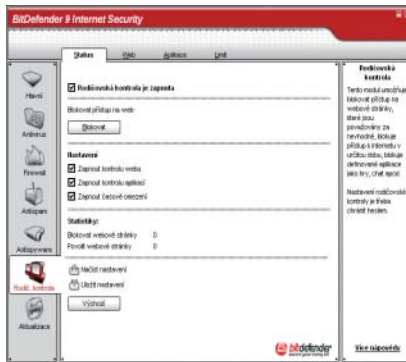 BitDefender 9 Internet Security
Status Web Aplikace Limit
Hlavní
Antivirus
Firewall
Antispam
Antispyware
Rodič. kontrola
Aktualizace
Rodičovská kontrola je zapnuta
Blokovat přístup na web
Blokovat
Nastavení
Zapnout kontrolu webu
Zapnout kontrolu aplikací
Zapnout časové omezení
Statistiky:
Blokovat webové stránky 0
Povolit webové stránky 0
Načíst nastavení
Uložit nastavení
Výchozí
bitdefender
secure your every bit
Rodičovská
kontrola
Tento modul umožňuje
blokovat přístup na
webové stránky,
které jsou
považovány za
nevhodné, blokuje
přístup k internetu v
určitou dobu, blokuje
definované aplikace
jako hry, chat apod.
Nastavení rodičovské
kontroly je třeba
chránit heslem.
Více nápovědy